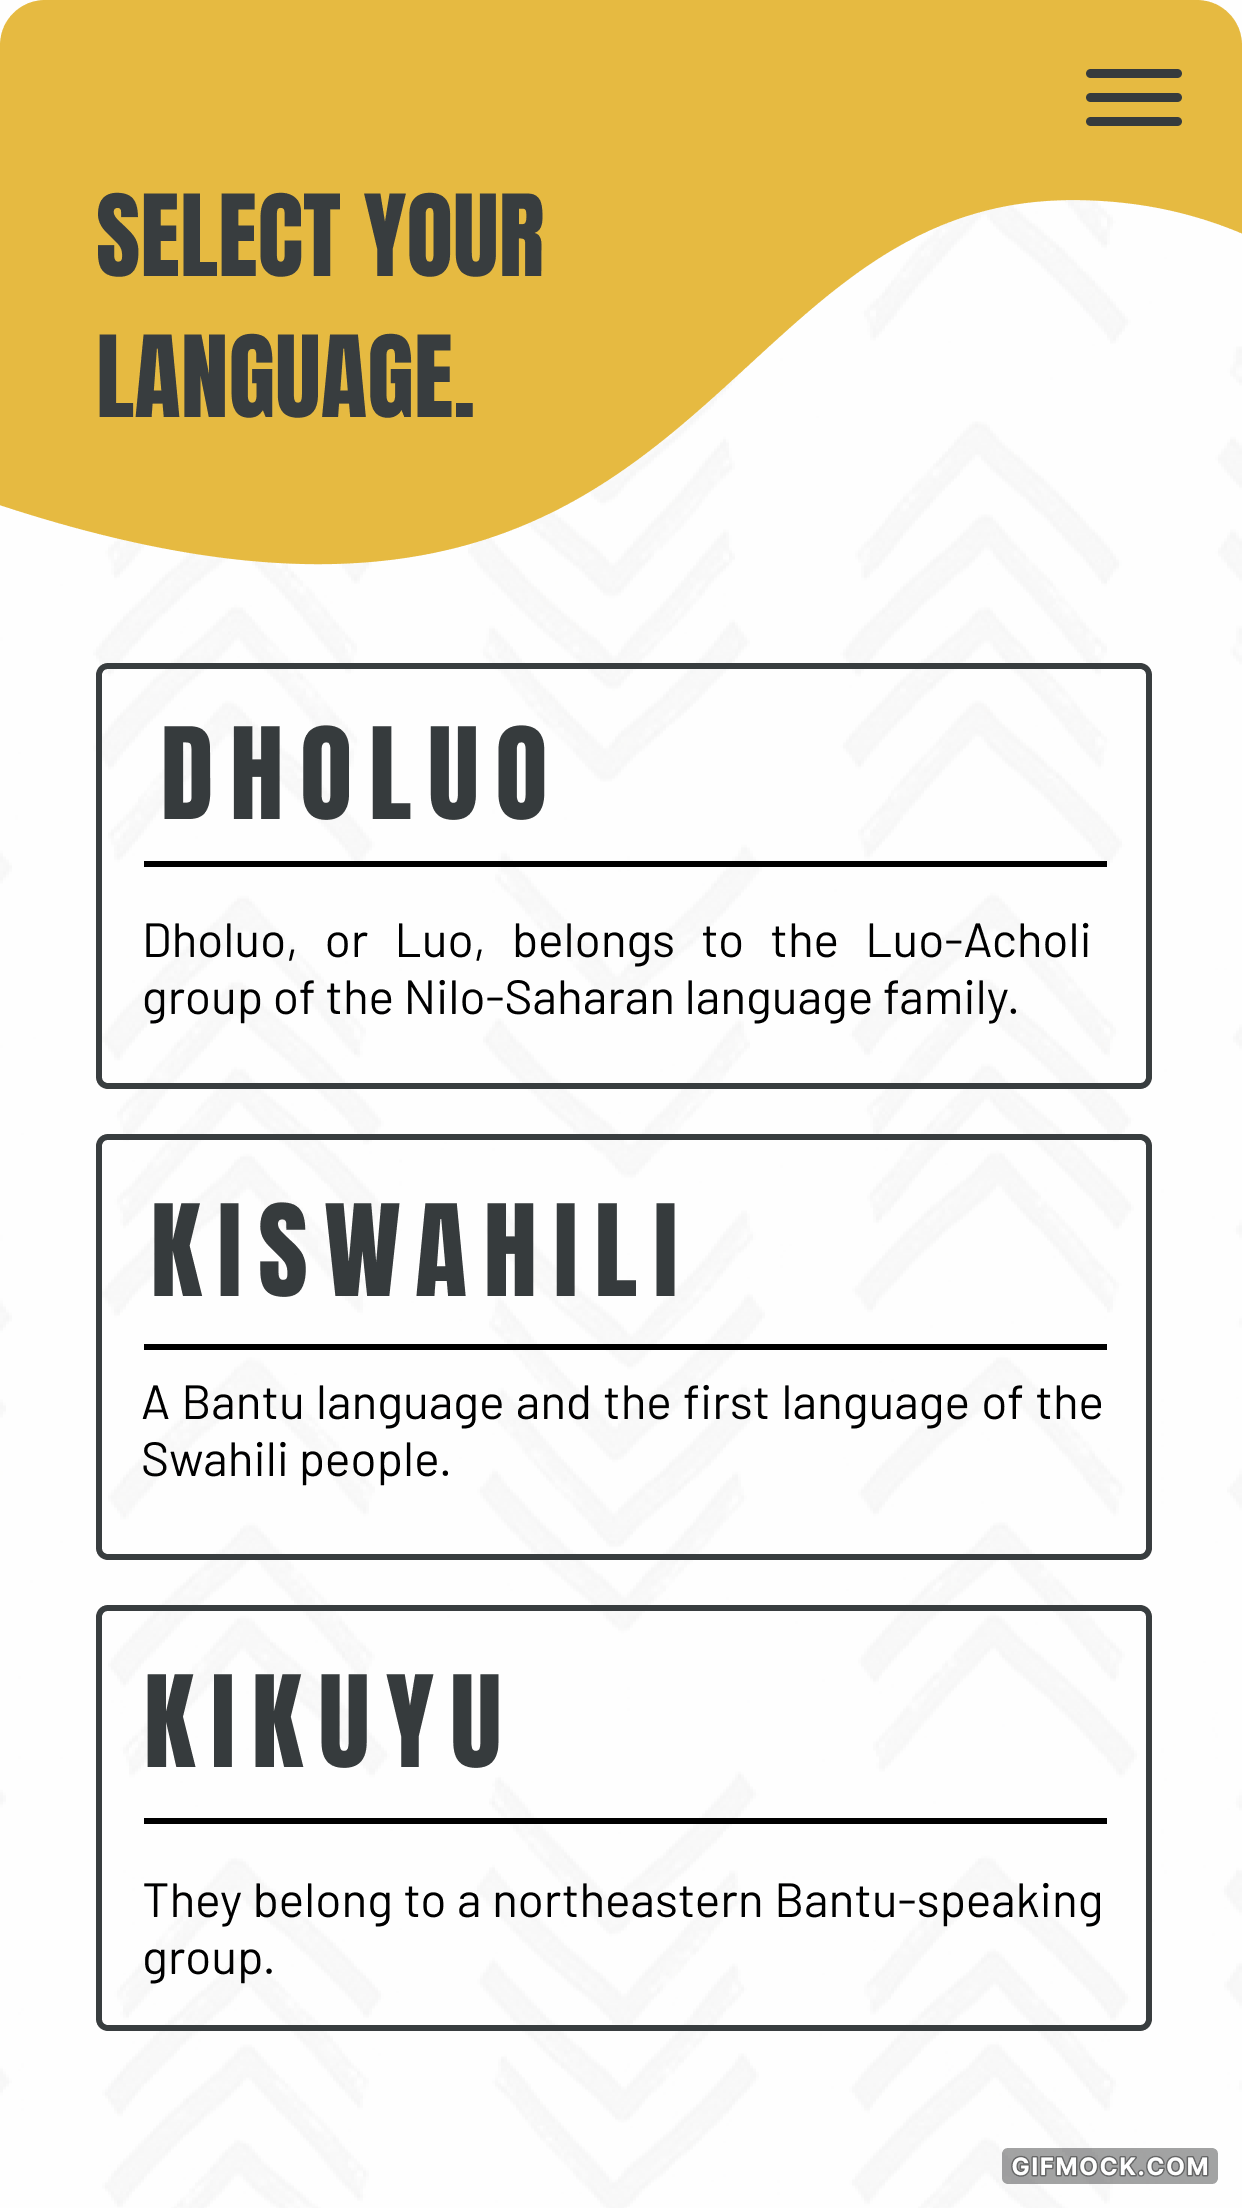 SELECT YOUR
LANGUAGE.
DHOLUO
Dholuo, or Luo, belongs to the Luo-Acholi
group of the Nilo-Saharan language family.
KISWAHILI
A Bantu language and the first language of the
Swahili people.
KIKUYU
They belong to a northeastern Bantu-speaking
group.
GIFMOCK.COM